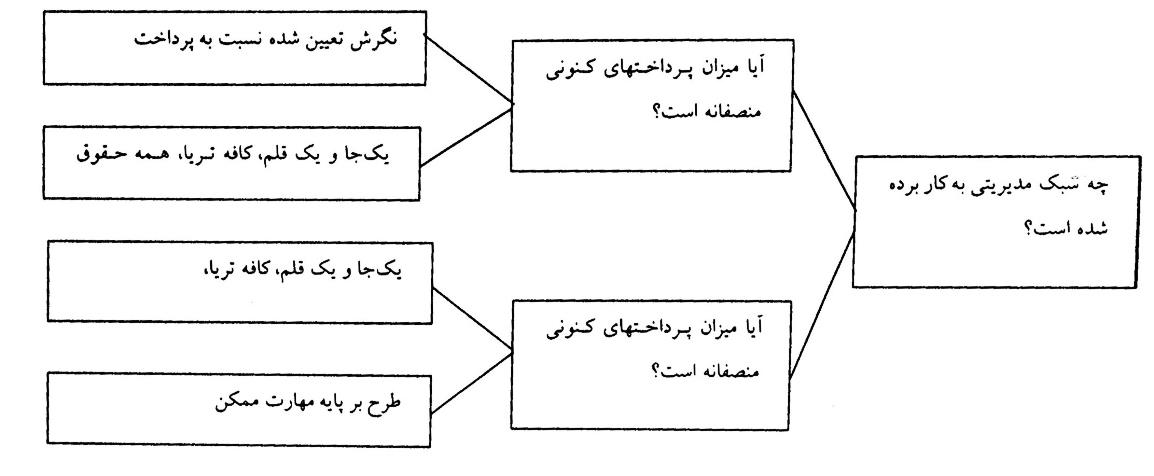 چه سبک مدیریتی به کار برده
شده است؟
آیا میزان پرداختهای کنونی
منصفانه است؟
نگرش تعیین شده نسبت به پرداخت
یک‌جا و یک قلم، کافه تریا، همه حقوق
آیا میزان پرداختهای کنونی
منصفانه است؟
یک‌جا و یک قلم، کافه تریا،
طرح بر پایه مهارت ممکن